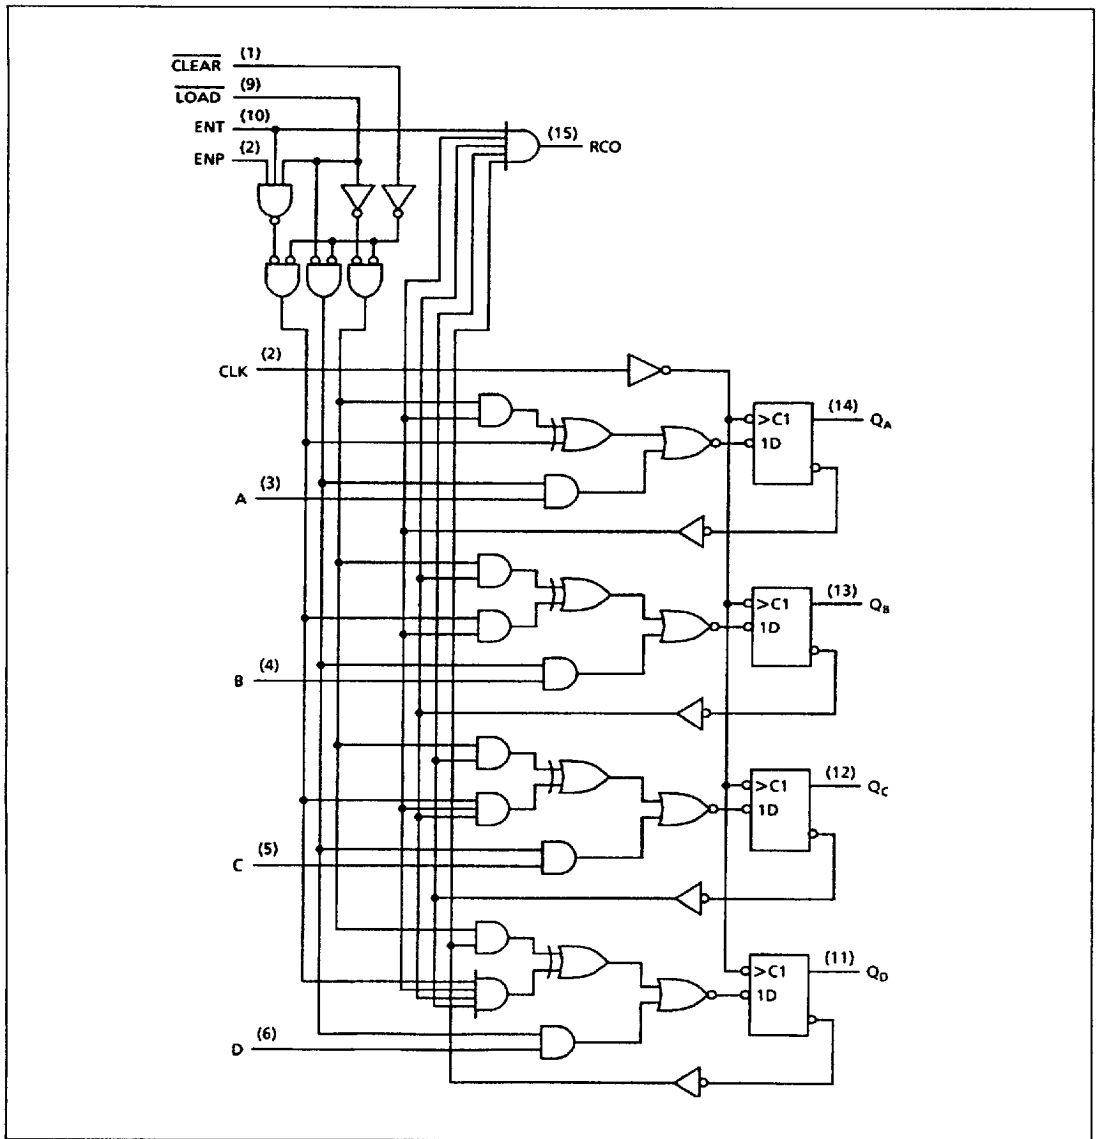 CLEAR (1)
LOAD (9)
ENT (10)
ENP (2)
(15) RCO
CLK (2)
>C1 (14) QA
1D
A (3)
>C1 (13) QB
1D
B (4)
>C1 (12) QC
1D
C (5)
>C1 (11) QD
1D
D (6)